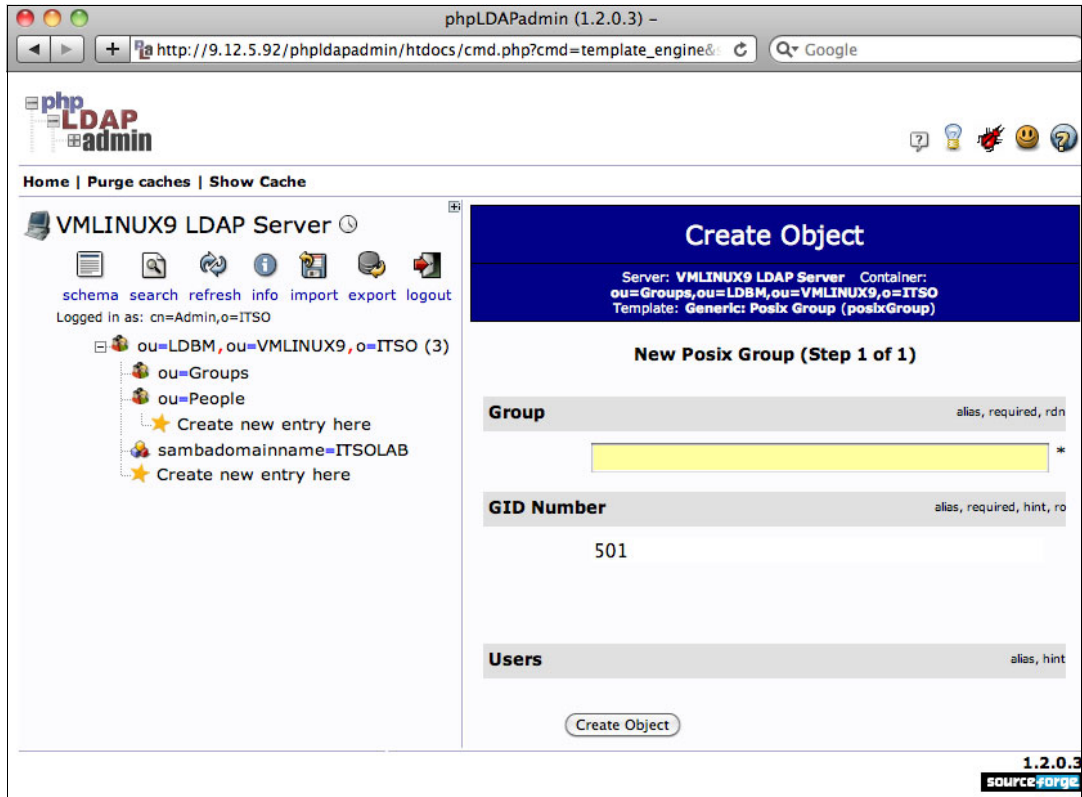 phpLDAPadmin (1.2.0.3) –
http://9.12.5.92/phpldapadmin/htdocs/cmd.php?cmd=template_engine&
Google
php
LDAP
admin
Home | Purge caches | Show Cache
VMLINUX9 LDAP Server
schema search refresh info import export logout
Logged in as: cn=Admin,o=ITSO
ou=LDBM,ou=VMLINUX9,o=ITSO (3)
ou=Groups
ou=People
Create new entry here
sambadomainname=ITSOLAB
Create new entry here
Create Object
Server: VMLINUX9 LDAP Server Container:
ou=Groups,ou=LDBM,ou=VMLINUX9,o=ITSO
Template: Generic: Posix Group (posixGroup)
New Posix Group (Step 1 of 1)
Group alias, required, rdn
*
GID Number alias, required, hint, ro
501
Users alias, hint
Create Object
1.2.0.3
sourceforge